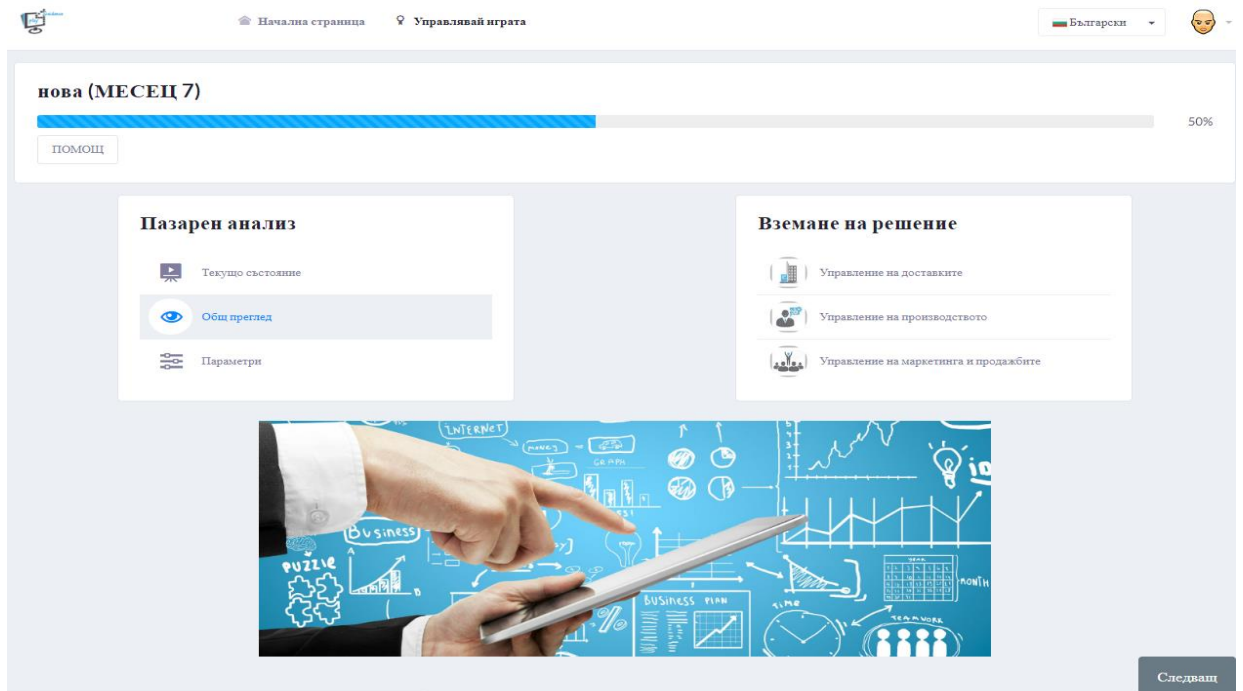 Начална страница
Управлявай играта
Български
нова (МЕСЕЦ 7)
50%
ПОМОЩ
Пазарен анализ
Текущо състояние
Общ преглед
Параметри
Вземане на решение
Управление на доставките
Управление на производството
Управление на маркетинга и продажбите
INTERNET
MONEY
GRAPH
Business
PUZZLE
BUSINESS PLAN
TIME
YEAR
MONTH
TEAMWORK
Следващ